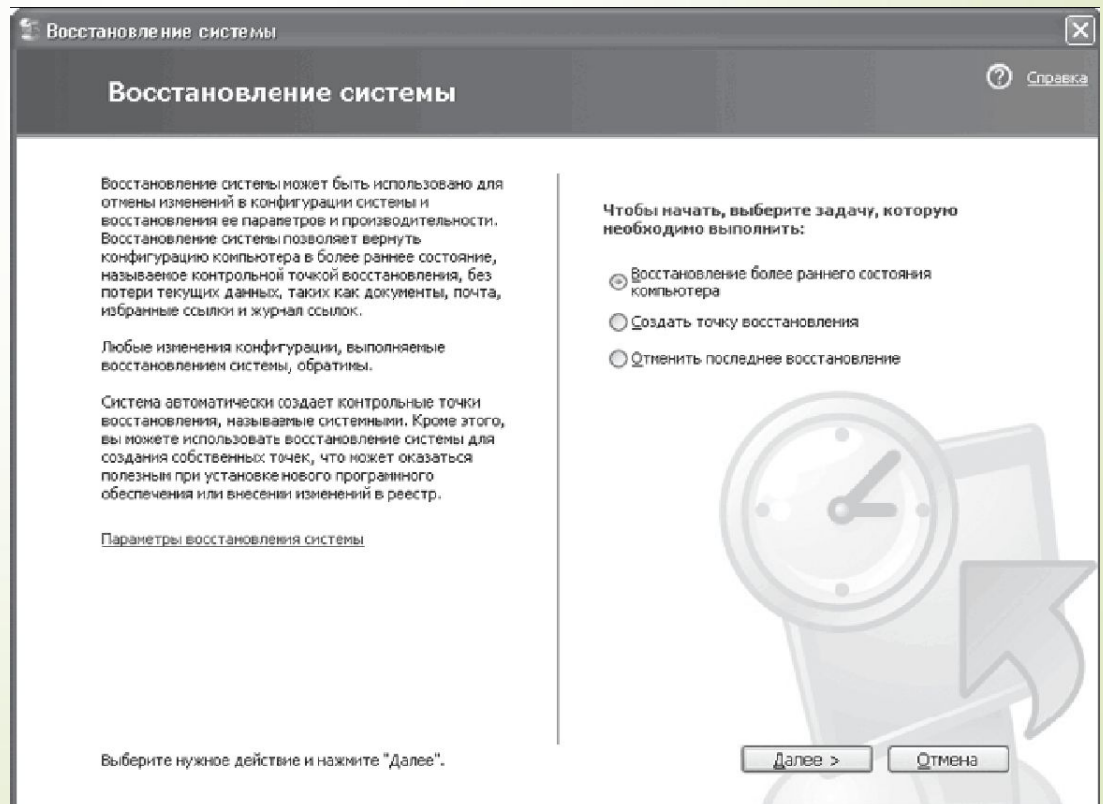 Восстановление системы
Восстановление системы
Справка
Восстановление системы может быть использовано для
отмены изменений в конфигурации системы и
восстановления ее параметров и производительности.
Восстановление системы позволяет вернуть
конфигурацию компьютера в более раннее состояние,
называемое контрольной точкой восстановления, без
потери текущих данных, таких как документы, почта,
избранные ссылки и журнал ссылок.
Любые изменения конфигурации, выполняемые
восстановлением системы, обратимы.
Система автоматически создает контрольные точки
восстановления, называемые системными. Кроме этого,
вы можете использовать восстановление системы для
создания собственных точек, что может оказаться
полезным при установке нового программного
обеспечения или внесении изменений в реестр.
Параметры восстановления системы
Выберите нужное действие и нажмите "Далее".
Чтобы начать, выберите задачу, которую
необходимо выполнить:
Восстановление более раннего состояния
компьютера
Создать точку восстановления
Отменить последнее восстановление
Далее >
Отмена